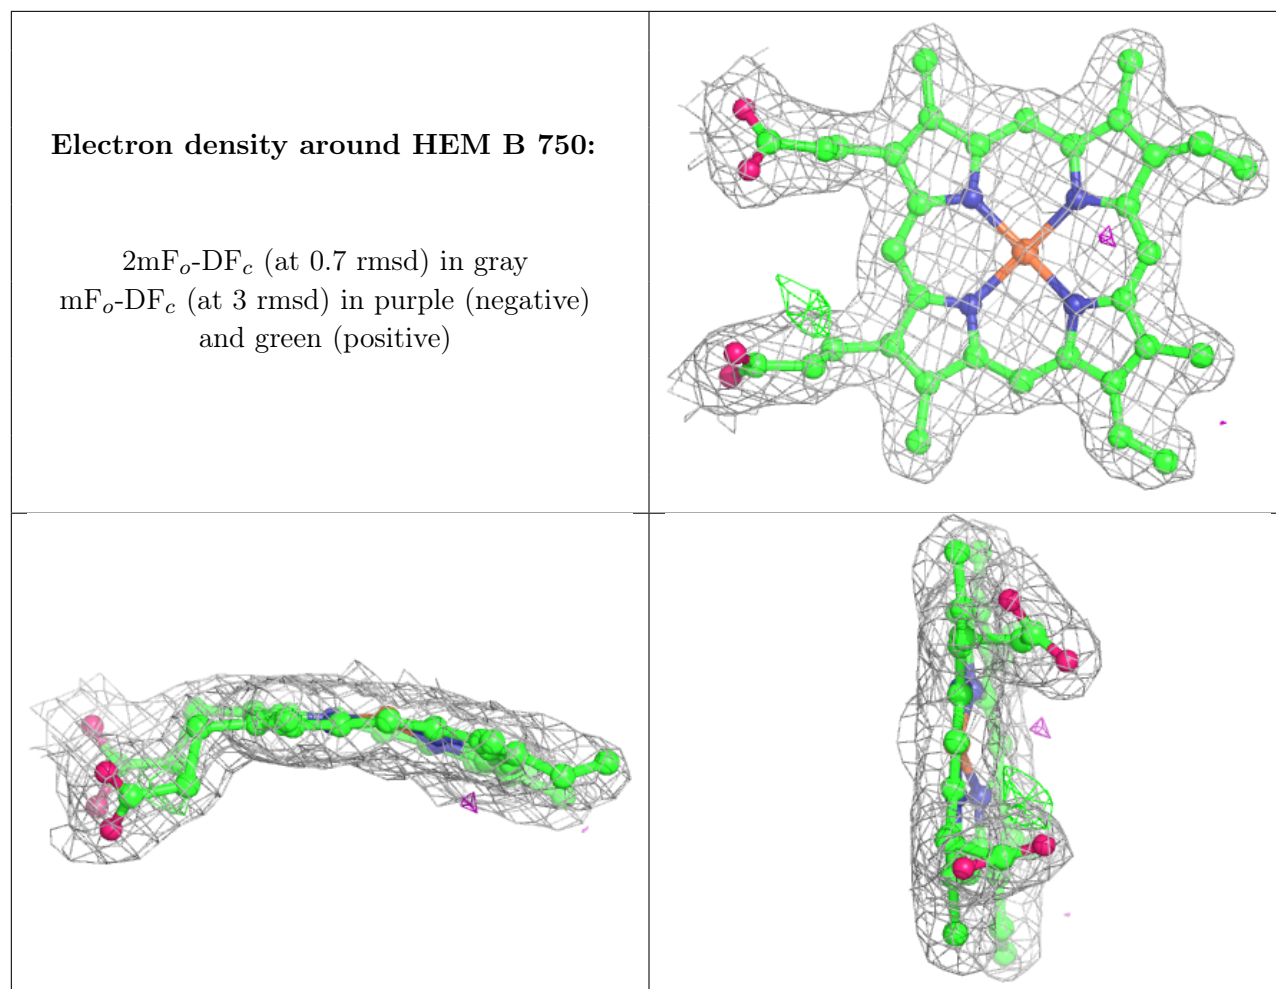 Electron density around HEM B 750:
2mFo-DFc (at 0.7 rmsd) in gray
mFo-DFc (at 3 rmsd) in purple (negative)
and green (positive)